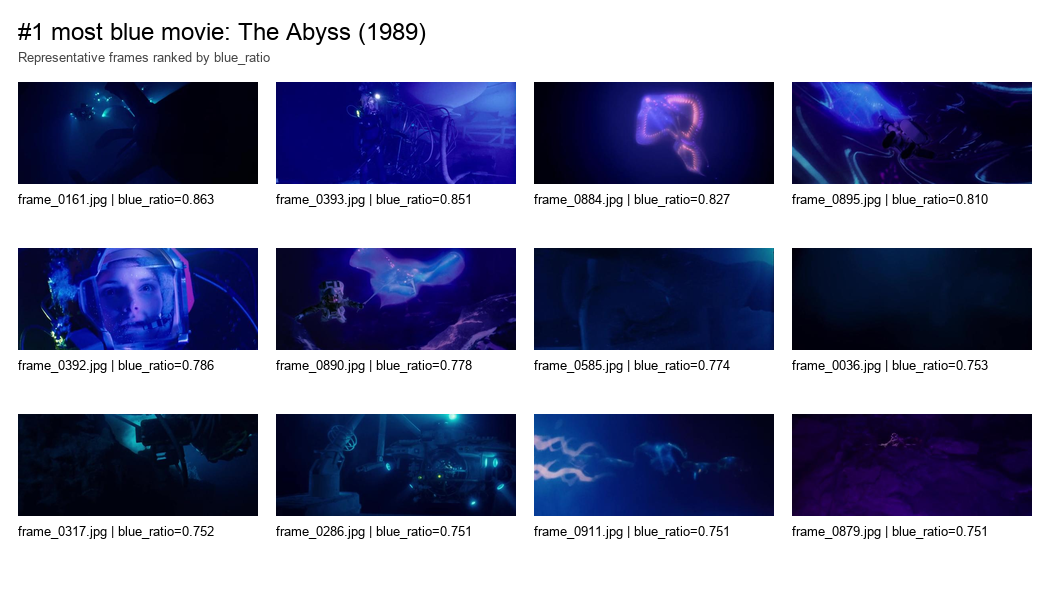 #1 most blue movie: The Abyss (1989)
Representative frames ranked by blue_ratio
frame_0161.jpg | blue_ratio=0.863
frame_0393.jpg | blue_ratio=0.851
frame_0884.jpg | blue_ratio=0.827
frame_0895.jpg | blue_ratio=0.810
frame_0392.jpg | blue_ratio=0.786
frame_0890.jpg | blue_ratio=0.778
frame_0585.jpg | blue_ratio=0.774
frame_0036.jpg | blue_ratio=0.753
frame_0317.jpg | blue_ratio=0.752
frame_0286.jpg | blue_ratio=0.751
frame_0911.jpg | blue_ratio=0.751
frame_0879.jpg | blue_ratio=0.751